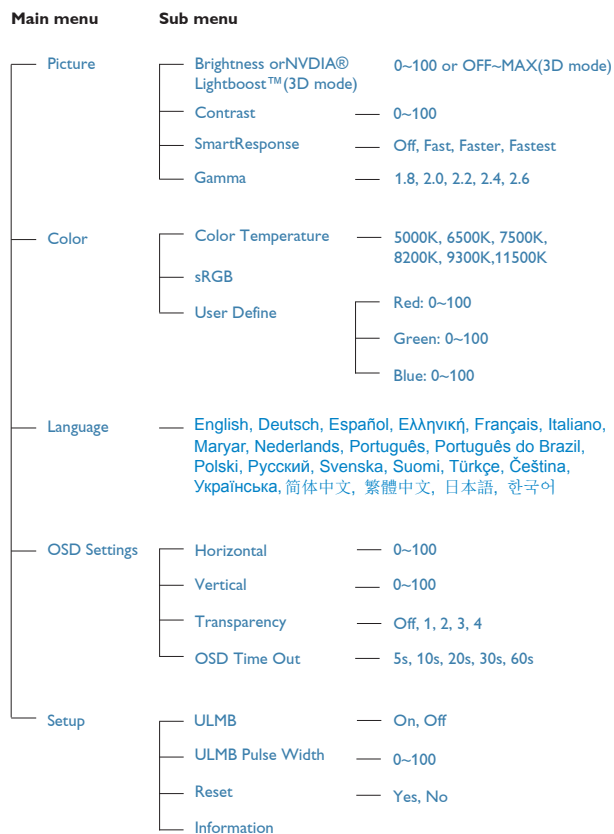 Main menu Sub menu
Picture
Brightness orNVDIA® 0~100 or OFF~MAX(3D mode)
Lightboost™(3D mode)
Contrast 0~100
SmartResponse Off, Fast, Faster, Fastest
Gamma 1.8, 2.0, 2.2, 2.4, 2.6
Color
Color Temperature 5000K, 6500K, 7500K,
8200K, 9300K,11500K
sRGB
User Define
Red: 0~100
Green: 0~100
Blue: 0~100
Language
English, Deutsch, Español, Ελληνική, Français, Italiano,
Maryar, Nederlands, Português, Português do Brazil,
Polski, Русский, Svenska, Suomi, Türkçe, Čeština,
Українська, 简体中文, 繁體中文, 日本語, 한국어
OSD Settings
Horizontal 0~100
Vertical 0~100
Transparency Off, 1, 2, 3, 4
OSD Time Out 5s, 10s, 20s, 30s, 60s
Setup
ULMB On, Off
ULMB Pulse Width 0~100
Reset Yes, No
Information